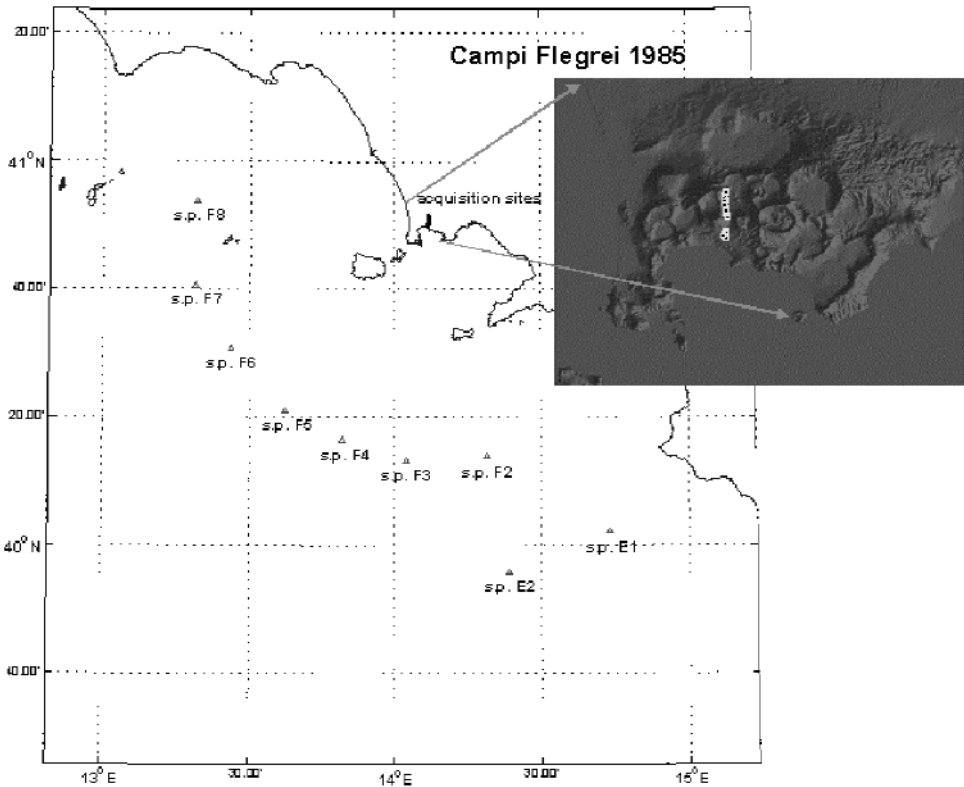 20.00'
Campi Flegrei 1985
41° N
acquisition sites
s.p. F8
40.00'
s.p. F7
s.p. F6
20.00'
s.p. F5
s.p. F4
s.p. F3
s.p. F2
40° N
s.p. E1
s.p. E2
40.00'
13° E
30.00'
14° E
30.00'
15° E